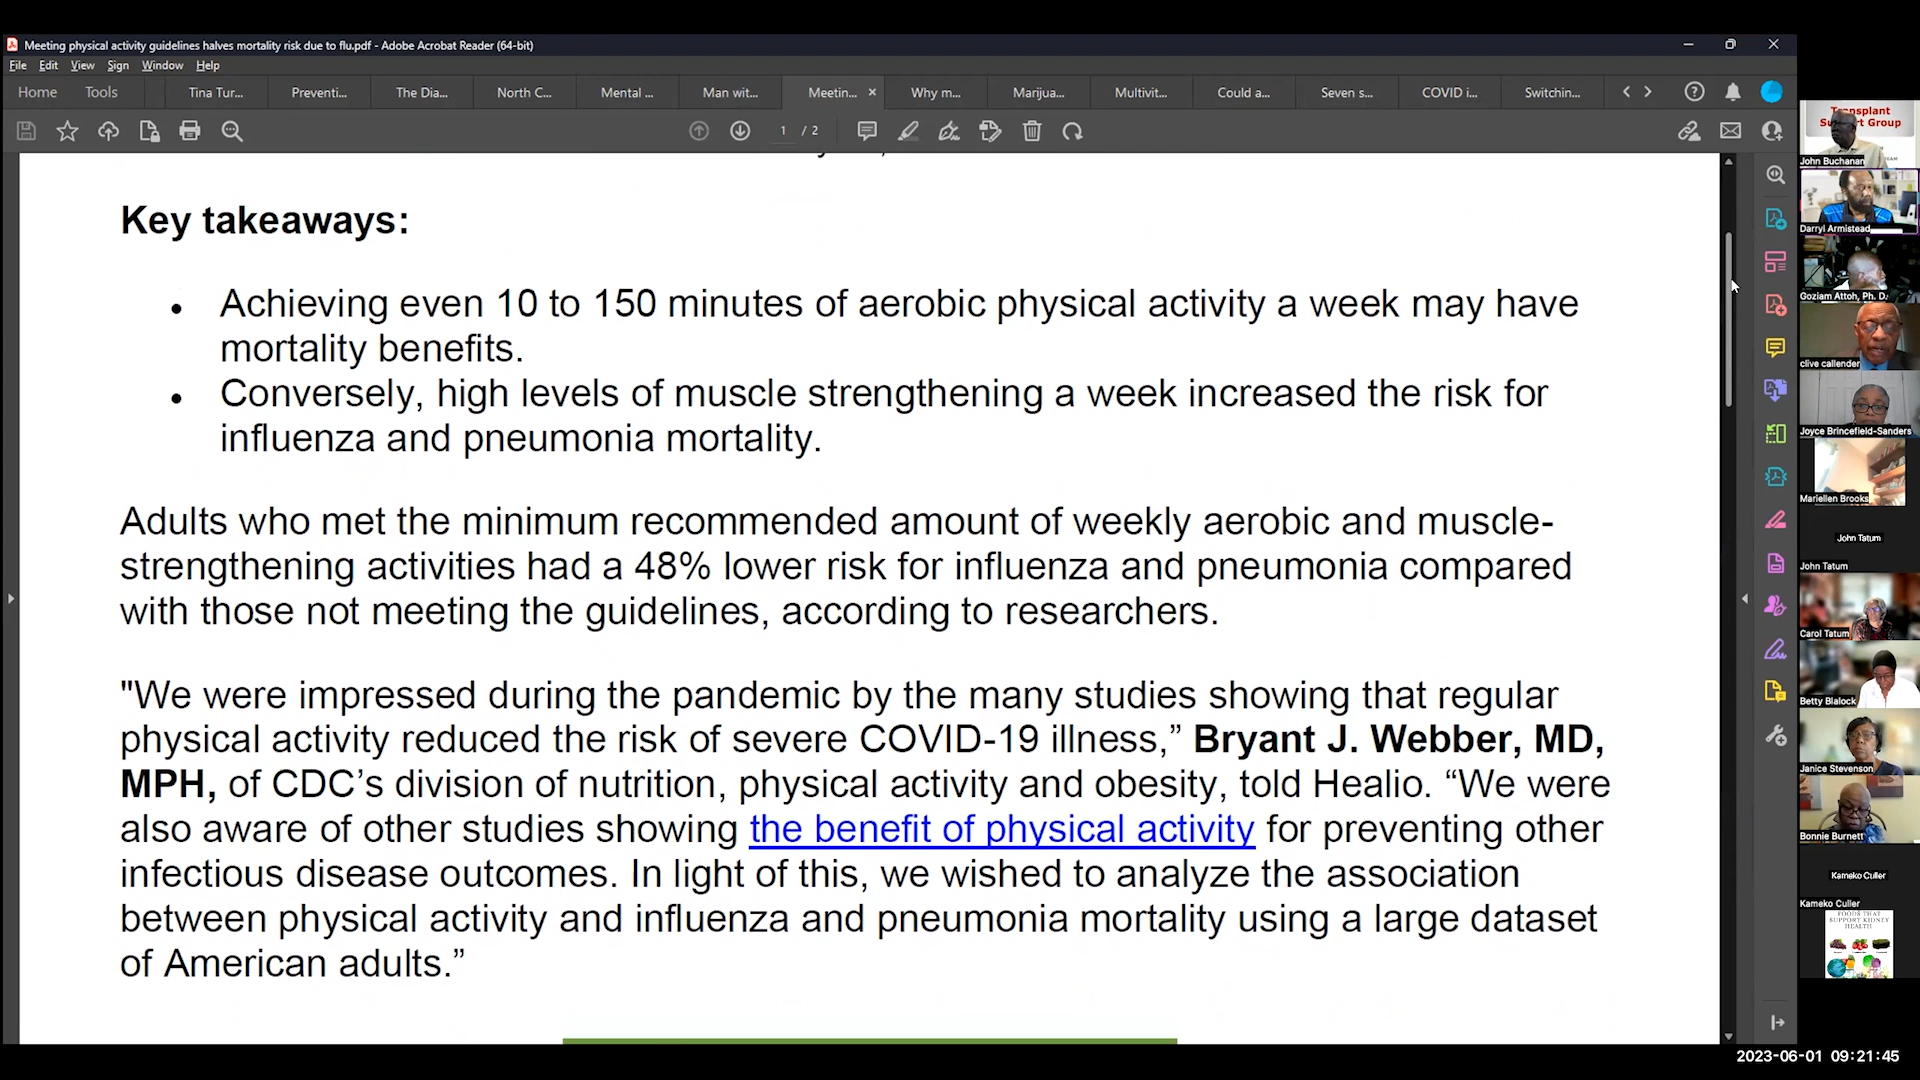 Meeting physical activity guidelines halves mortality risk due to flu.pdf - Adobe Acrobat Reader (64-bit)
File Edit View Sign Window Help
Home Tools Tina Tur... Preventi... The Dia... North C... Mental ... Man wit... Meetin... × Why m... Marijua... Multivit... Could a... Seven s... COVID i... Switchin...
1 / 2
Key takeaways:
• Achieving even 10 to 150 minutes of aerobic physical activity a week may have
mortality benefits.
• Conversely, high levels of muscle strengthening a week increased the risk for
influenza and pneumonia mortality.
Adults who met the minimum recommended amount of weekly aerobic and muscle-
strengthening activities had a 48% lower risk for influenza and pneumonia compared
with those not meeting the guidelines, according to researchers.
"We were impressed during the pandemic by the many studies showing that regular
physical activity reduced the risk of severe COVID-19 illness,” Bryant J. Webber, MD,
MPH, of CDC’s division of nutrition, physical activity and obesity, told Healio. “We were
also aware of other studies showing the benefit of physical activity for preventing other
infectious disease outcomes. In light of this, we wished to analyze the association
between physical activity and influenza and pneumonia mortality using a large dataset
of American adults.”
Transplant
Group
John Buchanan
Darryl Armistead
Goziam Attoh, Ph. D.
clive callender
Joyce Brincefield-Sanders
Mariellen Brooks
John Tatum
John Tatum
Carol Tatum
Betty Blalock
Janice Stevenson
Bonnie Burnett
Kameko Culler
Kameko Culler
FOODS THAT
SUPPORT KIDNEY
HEALTH
2023-06-01 09:21:45